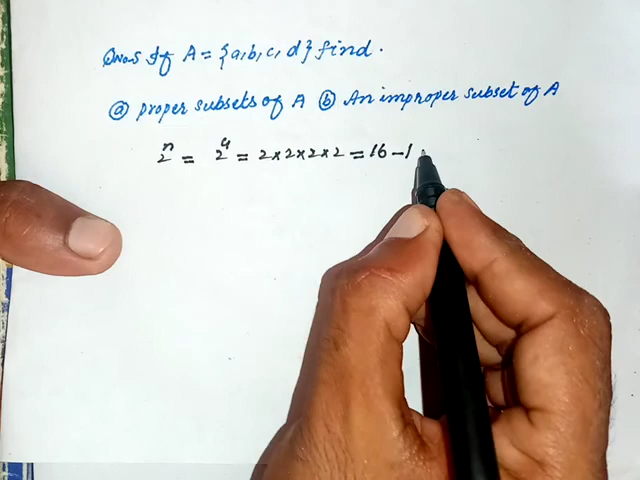 Ques If A = {a,b,c,d} find.
ⓐ proper subsets of A ⓑ An improper subset of A
2ⁿ = 2⁴ = 2×2×2×2 = 16-1